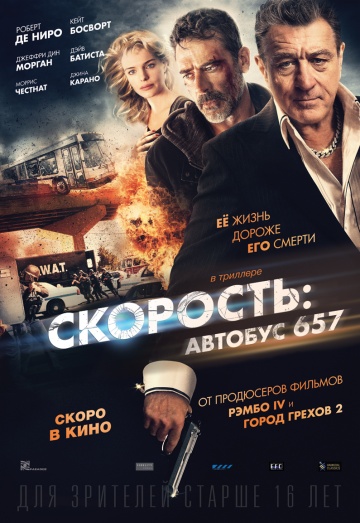 РОБЕРТ
ДЕ НИРО
КЕЙТ
БОСВОРТ
ДЖЕФФРИ ДИН
МОРГАН
ДЭЙВ
БАТИСТА
МОРРИС
ЧЕСТНАТ
ДЖИНА
КАРАНО
ЕЁ ЖИЗНЬ
ДОРОЖЕ
ЕГО СМЕРТИ
в триллере
W.A.T.
СКОРОСТЬ:
АВТОБУС 657
СКОРО
В КИНО
ОТ ПРОДЮСЕРОВ ФИЛЬМОВ
РЭМБО IV И
ГОРОД ГРЕХОВ 2
ДЛЯ ЗРИТЕЛЕЙ СТАРШЕ 16 ЛЕТ